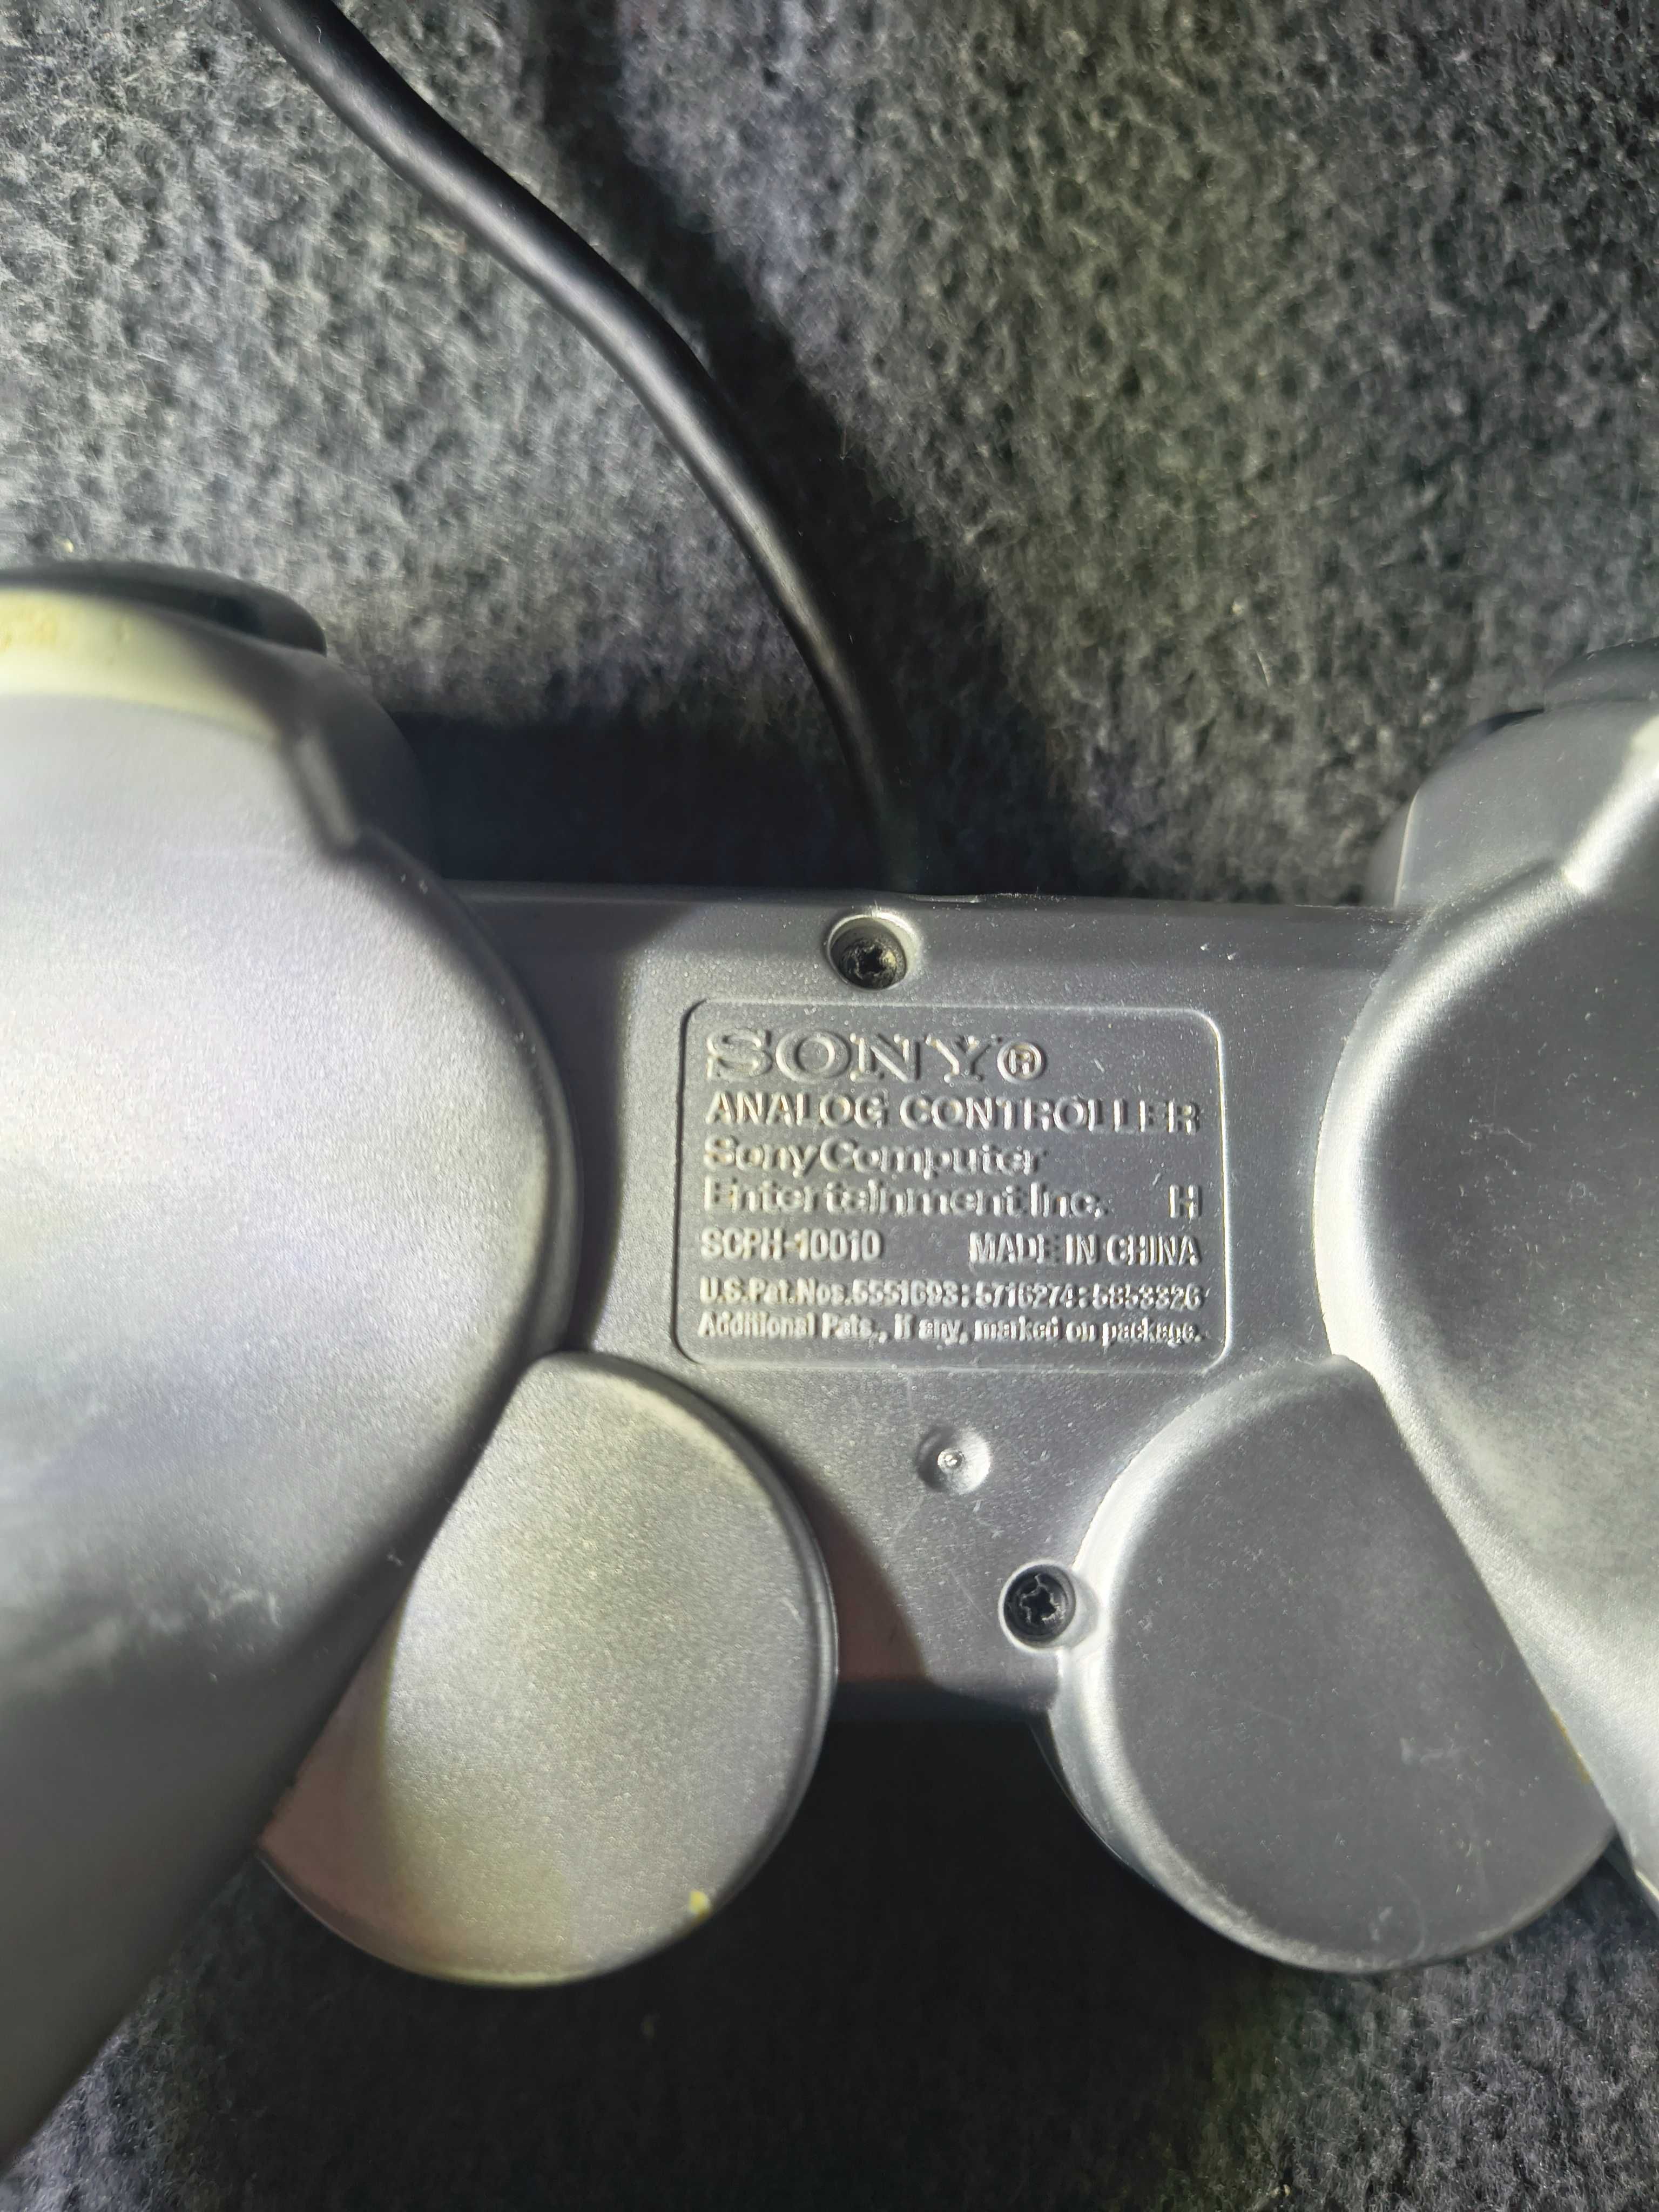 SONY®
ANALOG CONTROLLER
Sony Computer
Entertainment Inc. H
SCPH-10010 MADE IN CHINA
U.S.Pat.Nos.5551693;5716274;5853326
Additional Pats., if any, marked on package.